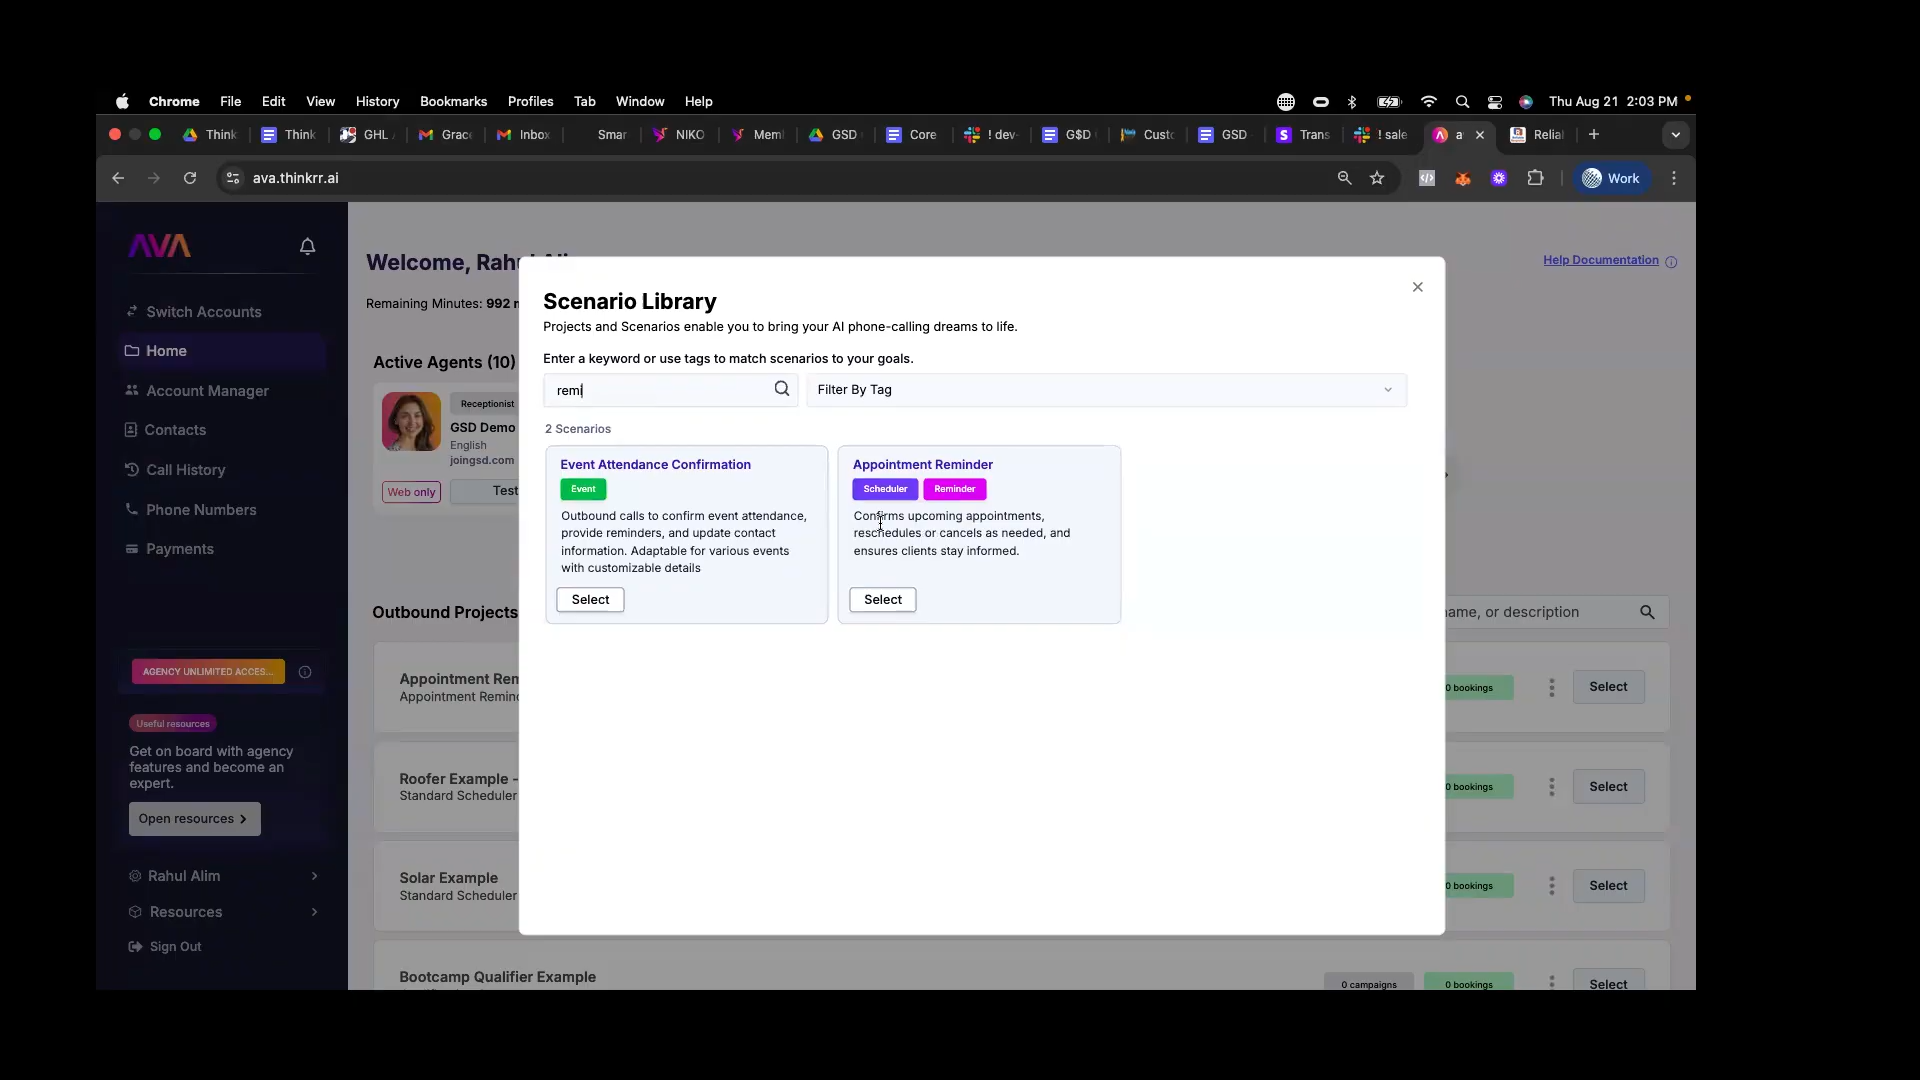 Chrome File Edit View History Bookmarks Profiles Tab Window Help
Thu Aug 21 2:03 PM
Think Think GHL Grac Inbox Smar NIKO Mem GSD Core ! dev- G$D Cust GSD Trans ! sale a Relia
ava.thinkrr.ai
Work
AVA
Switch Accounts
Home
Account Manager
Contacts
Call History
Phone Numbers
Payments
AGENCY UNLIMITED ACCES...
Useful resources
Get on board with agency
features and become an
expert.
Open resources
Rahul Alim
Resources
Sign Out
Welcome, Rahul Alim
Help Documentation
Remaining Minutes: 992 m
Active Agents (10)
Receptionist
GSD Demo
English
joingsd.com
Web only
Test
Outbound Projects
name, or description
Appointment Rem
Appointment Remind
0 bookings
Select
Roofer Example -
Standard Scheduler
0 bookings
Select
Solar Example
Standard Scheduler
0 bookings
Select
Bootcamp Qualifier Example
0 campaigns
0 bookings
Select
Scenario Library
Projects and Scenarios enable you to bring your AI phone-calling dreams to life.
Enter a keyword or use tags to match scenarios to your goals.
remi
Filter By Tag
2 Scenarios
Event Attendance Confirmation
Event
Outbound calls to confirm event attendance,
provide reminders, and update contact
information. Adaptable for various events
with customizable details
Select
Appointment Reminder
Scheduler Reminder
Confirms upcoming appointments,
reschedules or cancels as needed, and
ensures clients stay informed.
Select